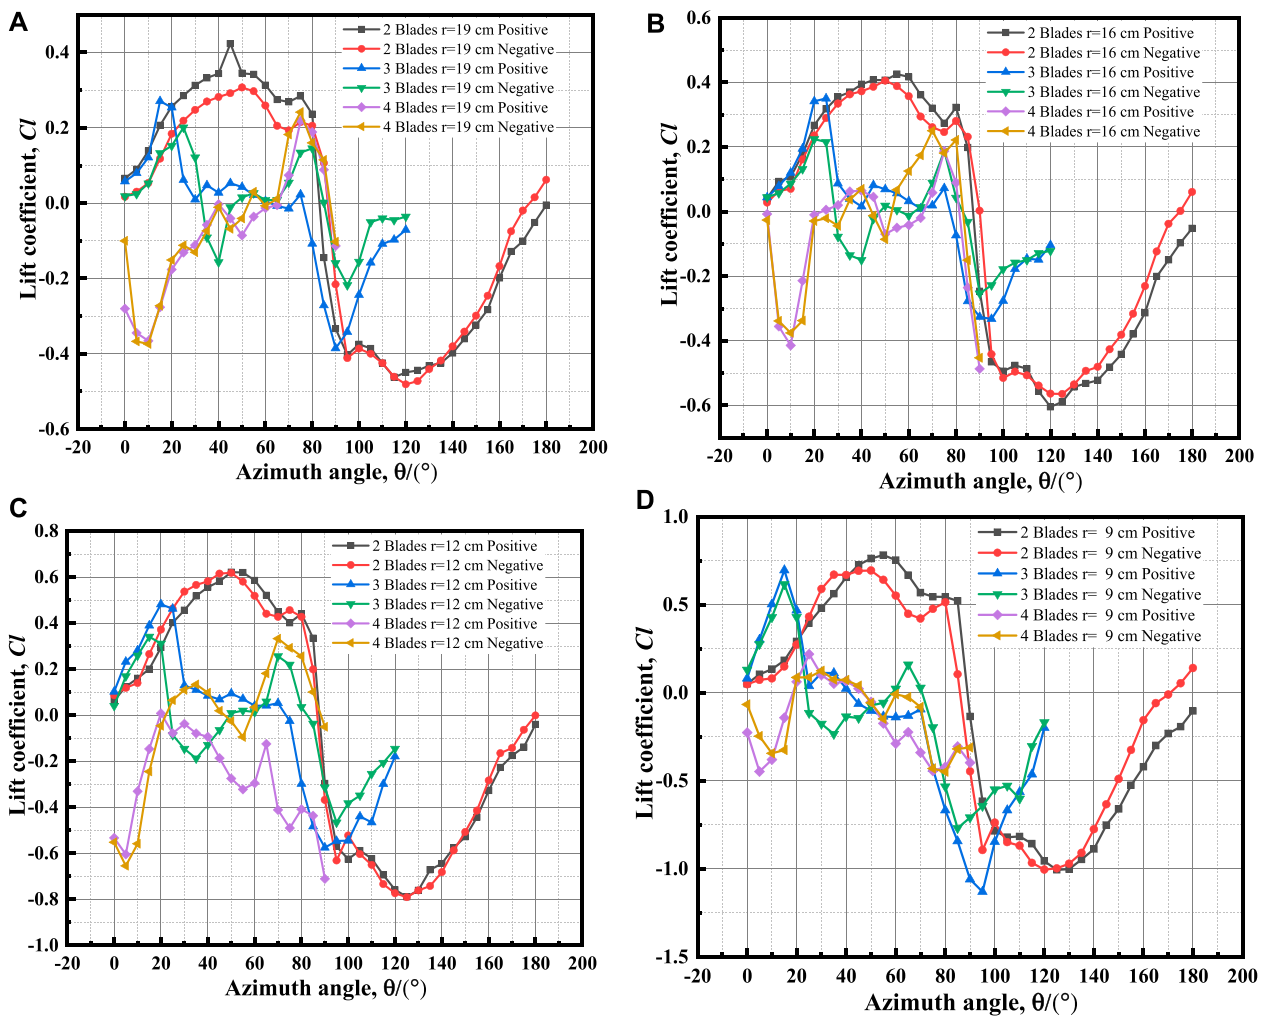 A
Lift coefficient, Cl
0.4
0.2
0.0
-0.2
-0.4
-0.6
2 Blades r=19 cm Positive
2 Blades r=19 cm Negative
3 Blades r=19 cm Positive
3 Blades r=19 cm Negative
4 Blades r=19 cm Positive
4 Blades r=19 cm Negative
-20 0 20 40 60 80 100 120 140 160 180 200
Azimuth angle, θ/(°)
B
Lift coefficient, Cl
0.6
0.4
0.2
0.0
-0.2
-0.4
-0.6
2 Blades r=16 cm Positive
2 Blades r=16 cm Negative
3 Blades r=16 cm Positive
3 Blades r=16 cm Negative
4 Blades r=16 cm Positive
4 Blades r=16 cm Negative
-20 0 20 40 60 80 100 120 140 160 180 200
Azimuth angle, θ/(°)
C
Lift coefficient, Cl
0.8
0.6
0.4
0.2
0.0
-0.2
-0.4
-0.6
-0.8
-1.0
2 Blades r=12 cm Positive
2 Blades r=12 cm Negative
3 Blades r=12 cm Positive
3 Blades r=12 cm Negative
4 Blades r=12 cm Positive
4 Blades r=12 cm Negative
-20 0 20 40 60 80 100 120 140 160 180 200
Azimuth angle, θ/(°)
D
Lift coefficient, Cl
1.0
0.5
0.0
-0.5
-1.0
-1.5
2 Blades r= 9 cm Positive
2 Blades r= 9 cm Negative
3 Blades r= 9 cm Positive
3 Blades r= 9 cm Negative
4 Blades r= 9 cm Positive
4 Blades r= 9 cm Negative
-20 0 20 40 60 80 100 120 140 160 180 200
Azimuth angle, θ/(°)